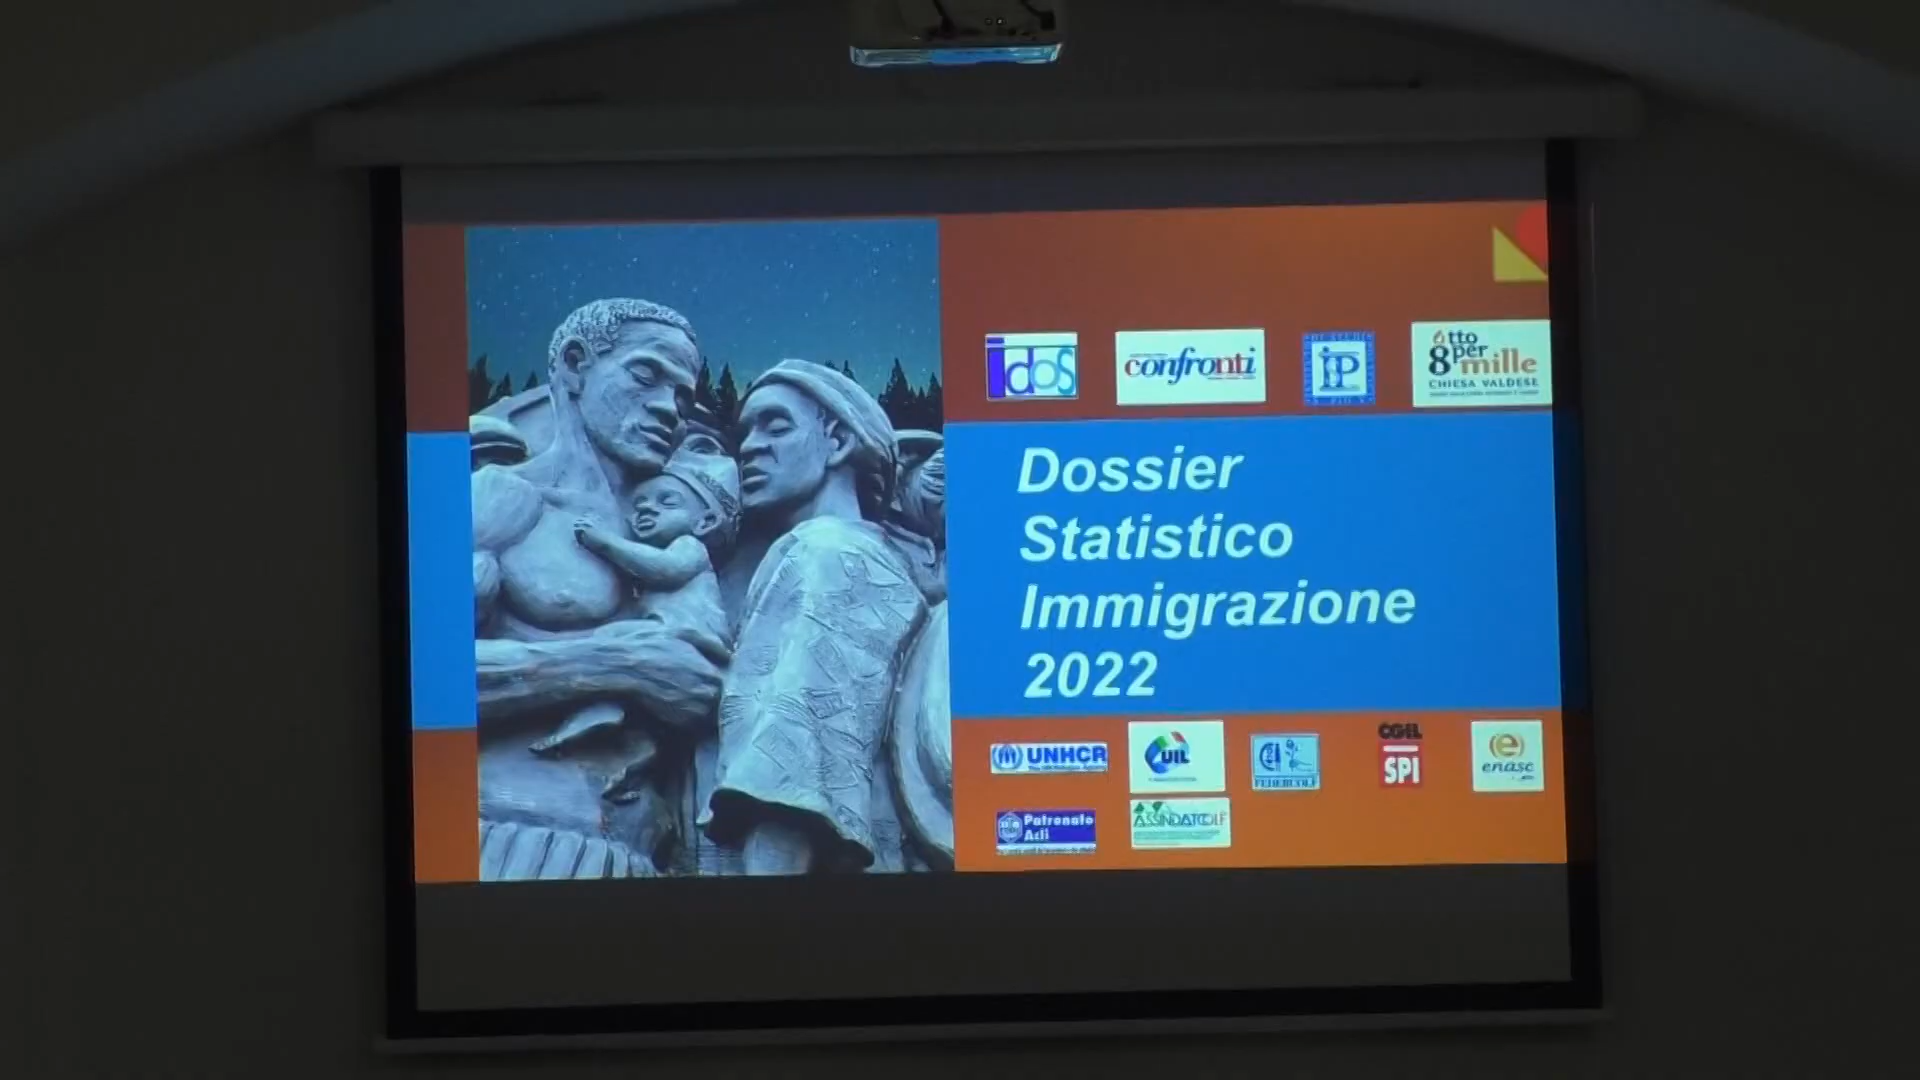 Idos
confronti
iSP
8 otto per mille
CHIESA VALDESE
Dossier
Statistico
Immigrazione
2022
UNHCR
UIL
CGIL
SPI
enasc
Patronato
Acli
ASSINDATCOLF